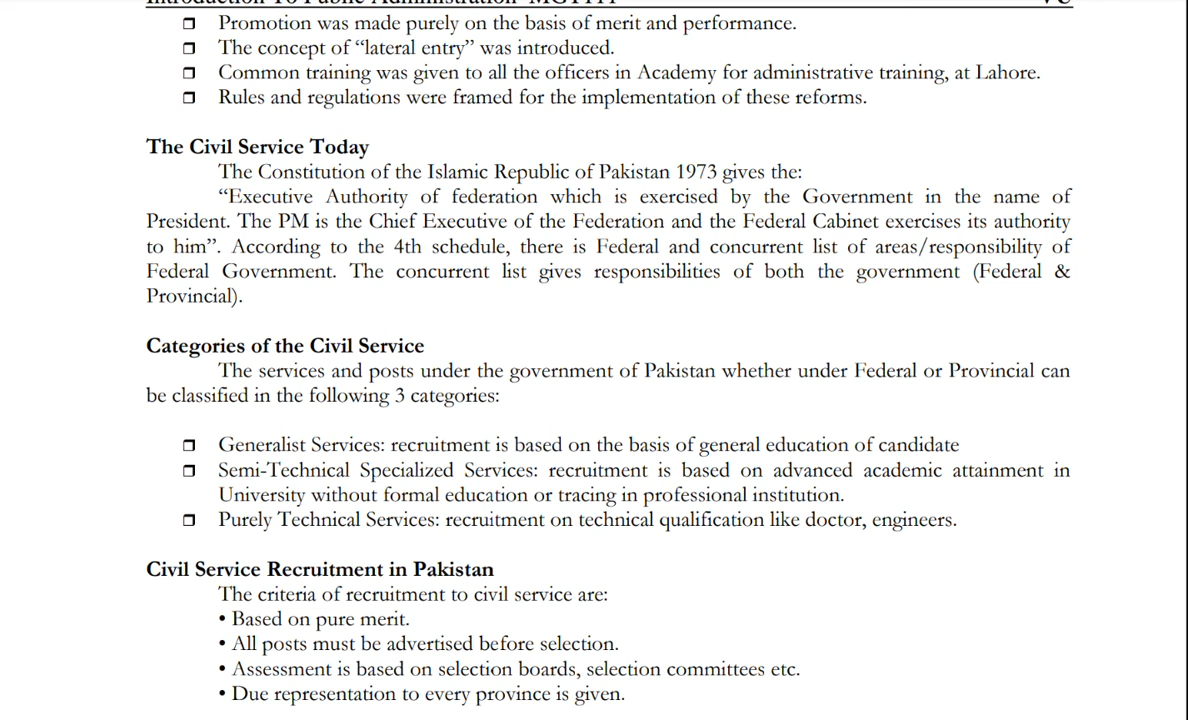 Introduction To Public Administration MGT111 VU
❐ Promotion was made purely on the basis of merit and performance.
❐ The concept of “lateral entry” was introduced.
❐ Common training was given to all the officers in Academy for administrative training, at Lahore.
❐ Rules and regulations were framed for the implementation of these reforms.
The Civil Service Today
The Constitution of the Islamic Republic of Pakistan 1973 gives the:
“Executive Authority of federation which is exercised by the Government in the name of
President. The PM is the Chief Executive of the Federation and the Federal Cabinet exercises its authority
to him”. According to the 4th schedule, there is Federal and concurrent list of areas/responsibility of
Federal Government. The concurrent list gives responsibilities of both the government (Federal &
Provincial).
Categories of the Civil Service
The services and posts under the government of Pakistan whether under Federal or Provincial can
be classified in the following 3 categories:
❐ Generalist Services: recruitment is based on the basis of general education of candidate
❐ Semi-Technical Specialized Services: recruitment is based on advanced academic attainment in
University without formal education or tracing in professional institution.
❐ Purely Technical Services: recruitment on technical qualification like doctor, engineers.
Civil Service Recruitment in Pakistan
The criteria of recruitment to civil service are:
• Based on pure merit.
• All posts must be advertised before selection.
• Assessment is based on selection boards, selection committees etc.
• Due representation to every province is given.